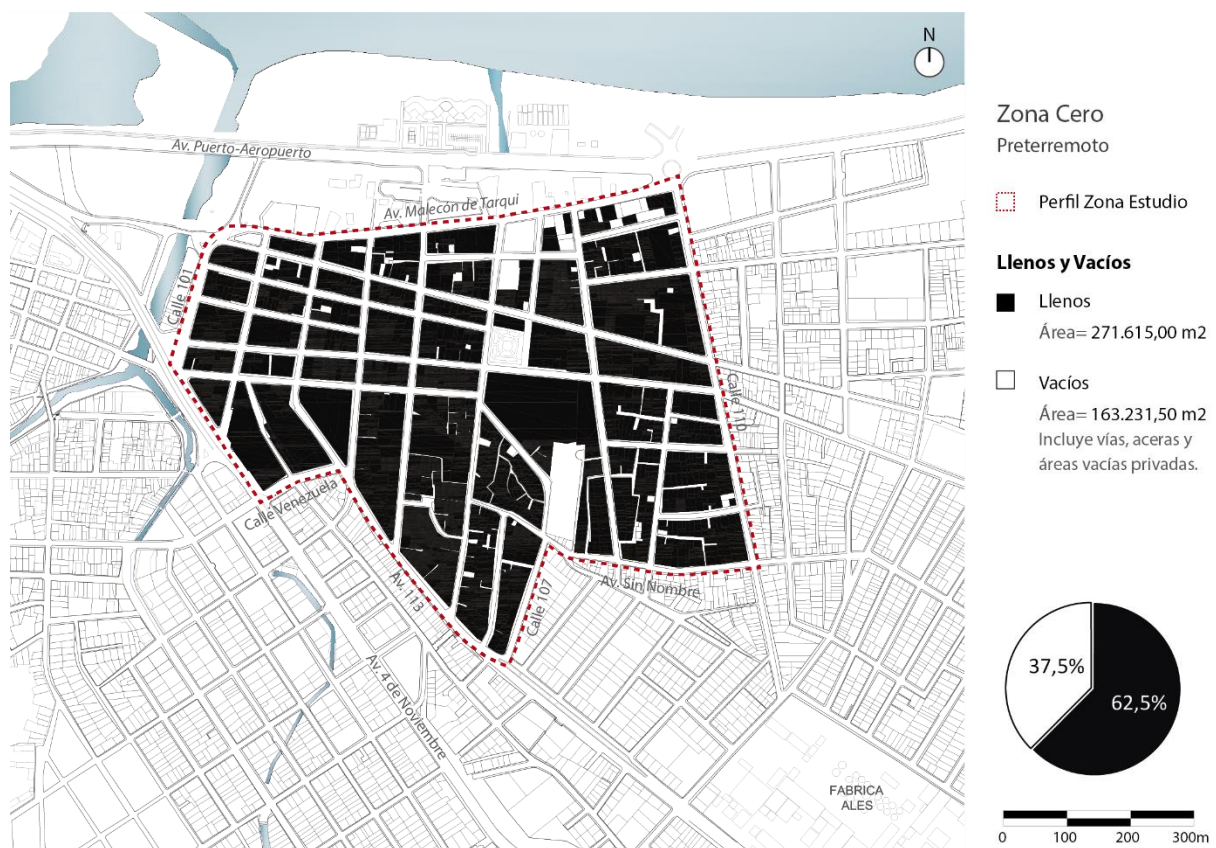 N
Av. Puerto-Aeropuerto
Av. Malecón de Tarqui
Calle 101
Calle 110
Calle Venezuela
Av. 113
Calle 107
Av. Sin Nombre
Av. 4 de Noviembre
FABRICA
ALES
Zona Cero
Preterremoto
Perfil Zona Estudio
Llenos y Vacíos
Llenos
Área= 271.615,00 m2
Vacíos
Área= 163.231,50 m2
Incluye vías, aceras y
áreas vacías privadas.
37,5%
62,5%
0 100 200 300m